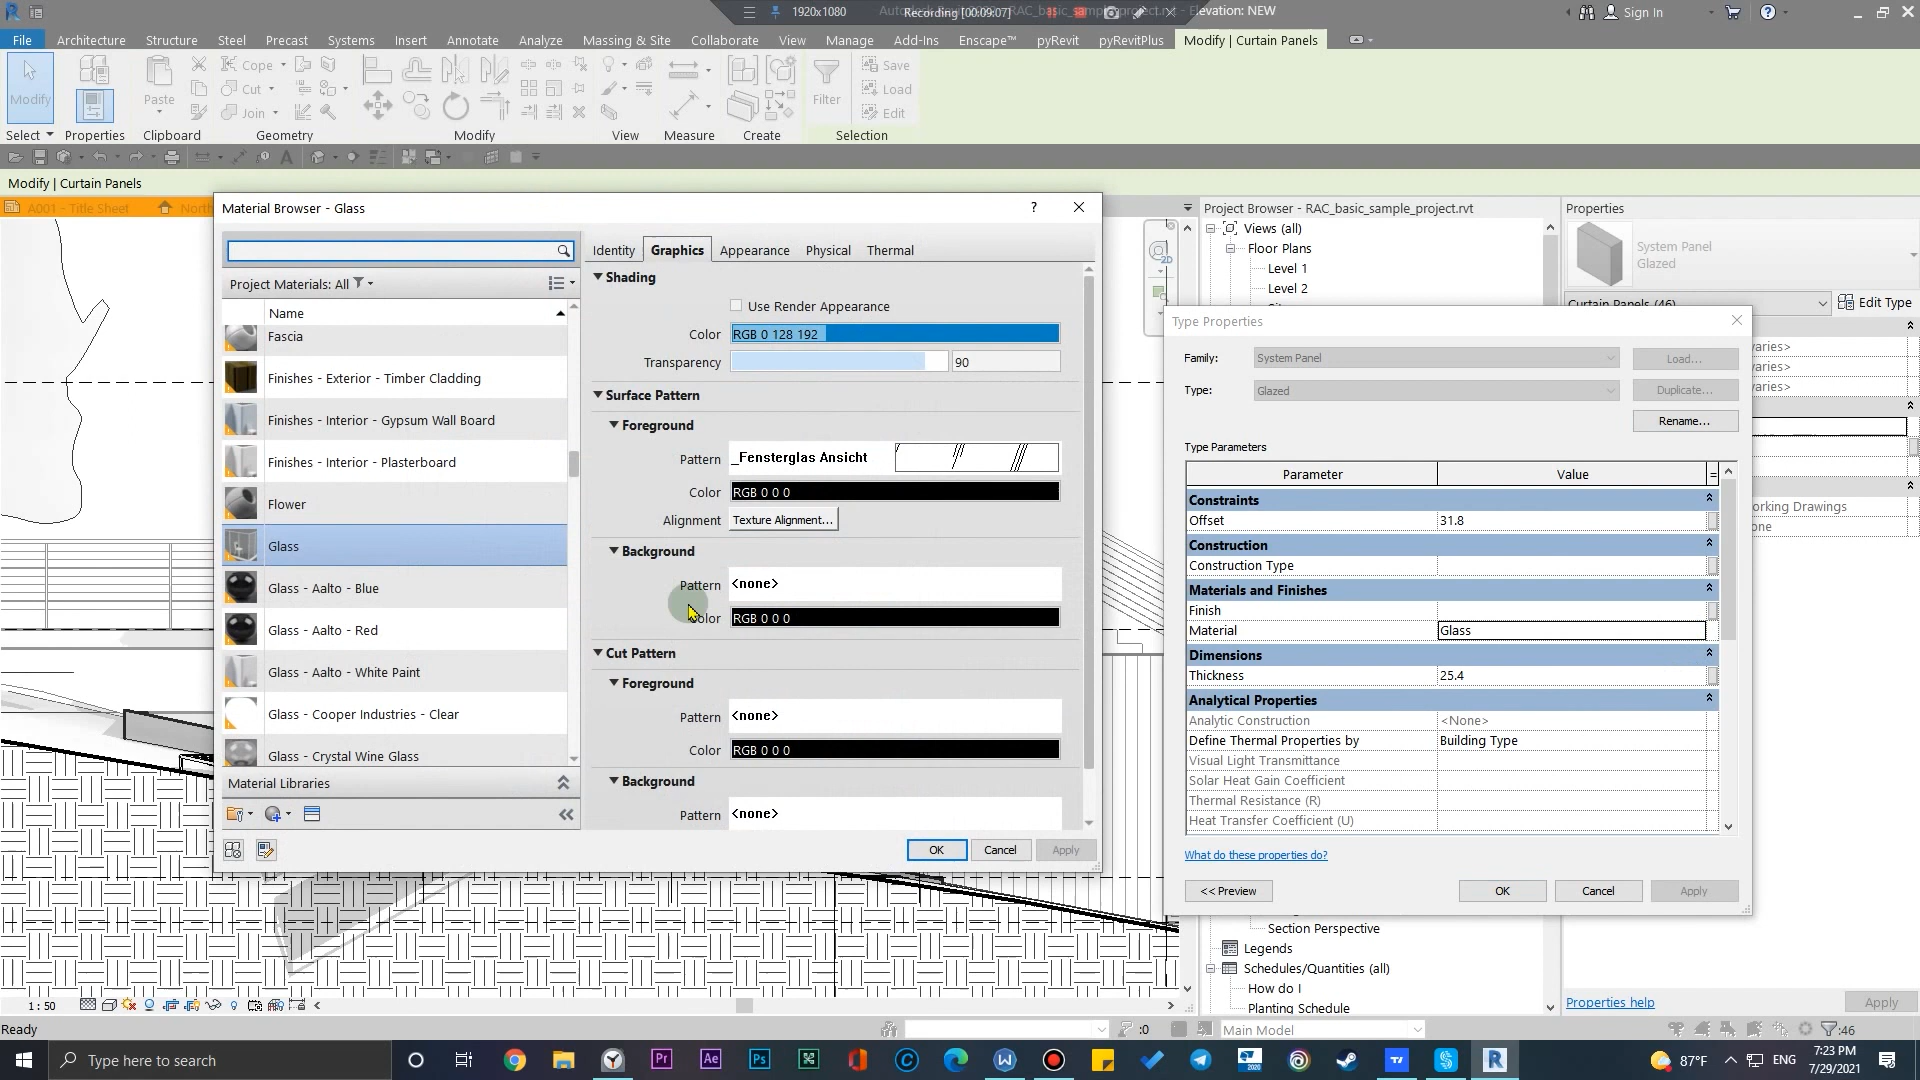 1920x1080
Recording [00:09:07]
Elevation: NEW
Sign In
File
Architecture
Structure
Steel
Precast
Systems
Insert
Annotate
Analyze
Massing & Site
Collaborate
View
Manage
Add-Ins
Enscape™
pyRevit
pyRevitPlus
Modify | Curtain Panels
Cope
Save
Modify
Paste
Cut
Filter
Load
Join
Edit
Select
Properties
Clipboard
Geometry
Modify
View
Measure
Create
Selection
Modify | Curtain Panels
A001 - Title Sheet
North
Material Browser - Glass
?
Project Browser - RAC_basic_sample_project.rvt
Properties
Views (all)
Floor Plans
Level 1
Level 2
System Panel
Glazed
Curtain Panels (46)
Edit Type
Project Materials: All
Name
Fascia
Finishes - Exterior - Timber Cladding
Finishes - Interior - Gypsum Wall Board
Finishes - Interior - Plasterboard
Flower
Glass
Glass - Aalto - Blue
Glass - Aalto - Red
Glass - Aalto - White Paint
Glass - Cooper Industries - Clear
Glass - Crystal Wine Glass
Material Libraries
Identity
Graphics
Appearance
Physical
Thermal
Shading
Use Render Appearance
Color
RGB 0 128 192
Transparency
90
Surface Pattern
Foreground
Pattern
_Fensterglas Ansicht
Color
RGB 0 0 0
Alignment
Texture Alignment...
Background
Pattern
<none>
Color
RGB 0 0 0
Cut Pattern
Foreground
Pattern
<none>
Color
RGB 0 0 0
Background
Pattern
<none>
OK
Cancel
Apply
Type Properties
Family:
System Panel
Load...
Type:
Glazed
Duplicate...
Rename...
Type Parameters
Parameter
Value
=
Constraints
Offset
31.8
Construction
Construction Type
Materials and Finishes
Finish
Material
Glass
Dimensions
Thickness
25.4
Analytical Properties
Analytic Construction
<None>
Define Thermal Properties by
Building Type
Visual Light Transmittance
Solar Heat Gain Coefficient
Thermal Resistance (R)
Heat Transfer Coefficient (U)
What do these properties do?
<< Preview
OK
Cancel
Apply
Section Perspective
Legends
Schedules/Quantities (all)
How do I
Planting Schedule
Properties help
Apply
1 : 50
Ready
:0
Main Model
:46
Type here to search
87°F
ENG
7:23 PM
7/29/2021